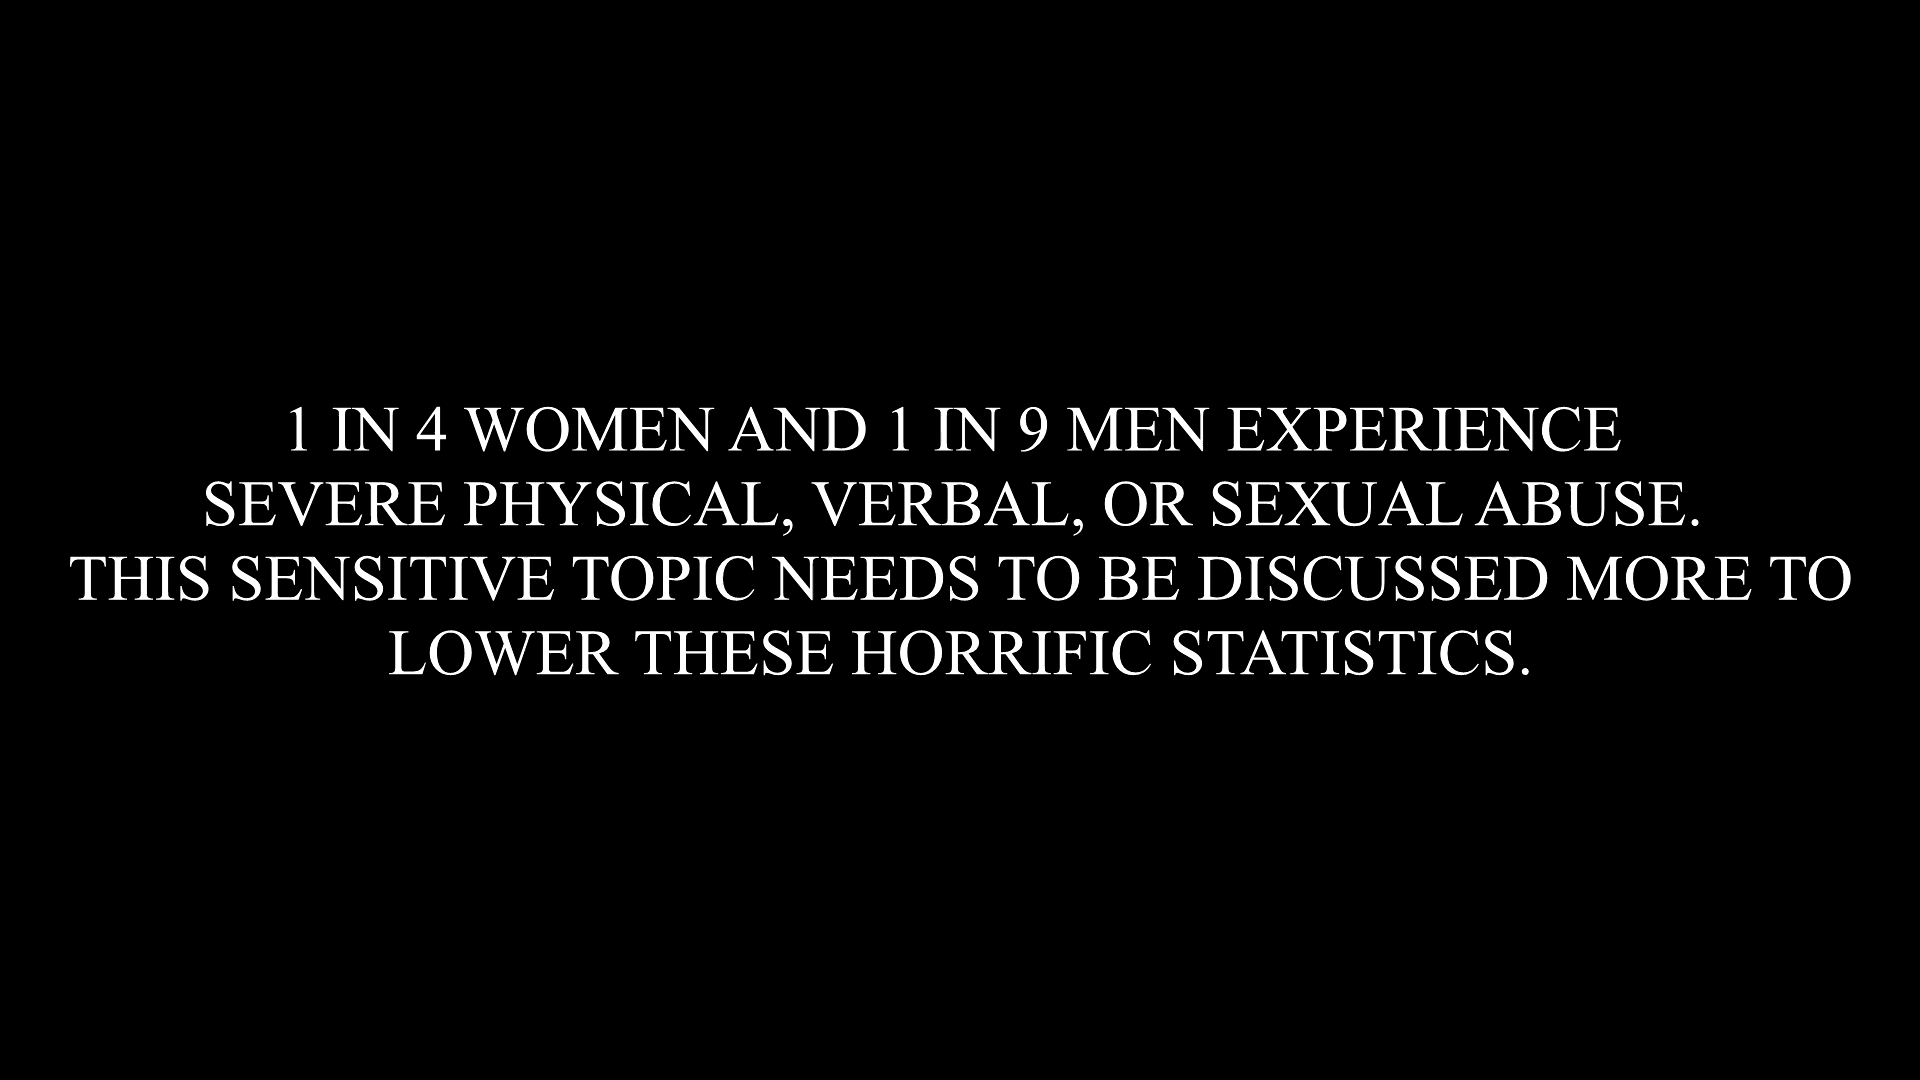 1 IN 4 WOMEN AND 1 IN 9 MEN EXPERIENCE
SEVERE PHYSICAL, VERBAL, OR SEXUAL ABUSE.
THIS SENSITIVE TOPIC NEEDS TO BE DISCUSSED MORE TO
LOWER THESE HORRIFIC STATISTICS.